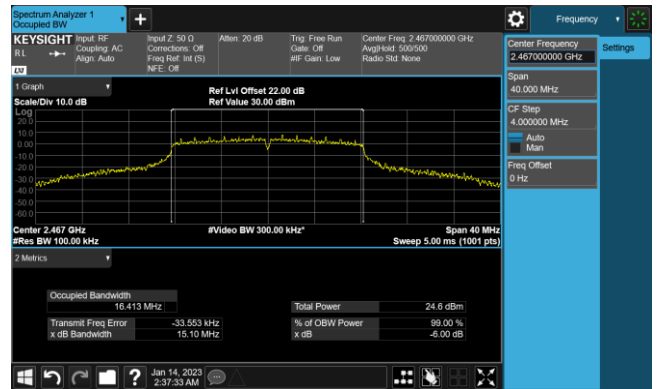 Spectrum Analyzer 1
Occupied BW
Frequency
KEYSIGHT
RL
LXI
Input: RF
Coupling: AC
Align: Auto
Input Z: 50 Ω
Corrections: Off
Freq Ref: Int (S)
NFE: Off
Atten: 20 dB
Trig: Free Run
Gate: Off
#IF Gain: Low
Center Freq: 2.467000000 GHz
Avg|Hold: 500/500
Radio Std: None
Center Frequency
2.467000000 GHz
Settings
Span
40.000 MHz
CF Step
4.000000 MHz
Auto
Man
Freq Offset
0 Hz
1 Graph
Scale/Div 10.0 dB
Ref Lvl Offset 22.00 dB
Ref Value 30.00 dBm
Log
20.0
10.0
0.00
-10.0
-20.0
-30.0
-40.0
-50.0
-60.0
Center 2.467 GHz
#Res BW 100.00 kHz
#Video BW 300.00 kHz*
Span 40 MHz
Sweep 5.00 ms (1001 pts)
2 Metrics
Occupied Bandwidth
16.413 MHz
Total Power 24.6 dBm
Transmit Freq Error -33.553 kHz
% of OBW Power 99.00 %
x dB Bandwidth 15.10 MHz
x dB -6.00 dB
?
Jan 14, 2023
2:37:33 AM